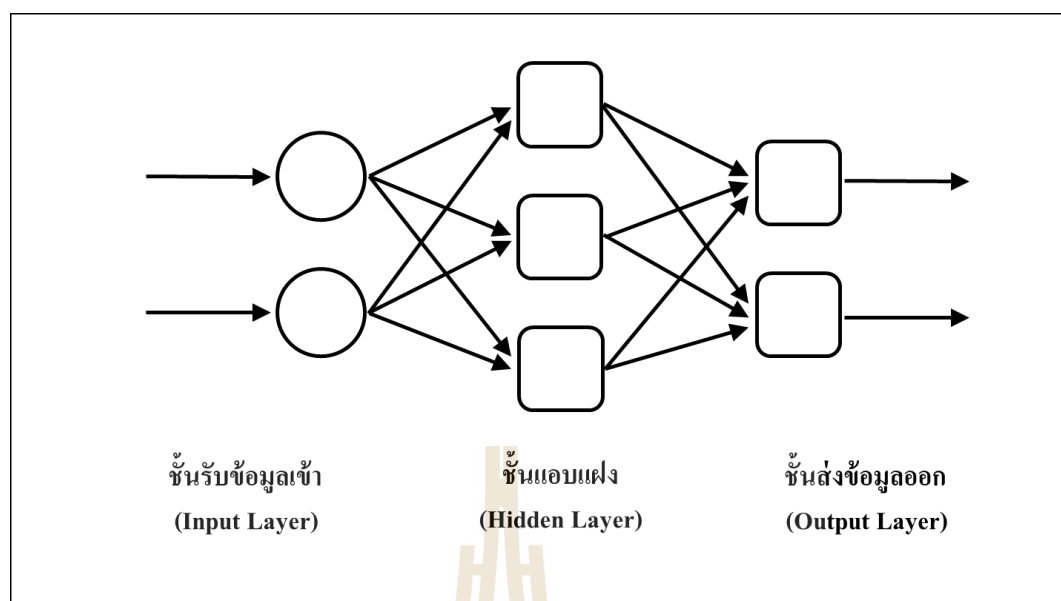 ชั้นรับข้อมูลเข้า
(Input Layer)
ชั้นแอบแฝง
(Hidden Layer)
ชั้นส่งข้อมูลออก
(Output Layer)